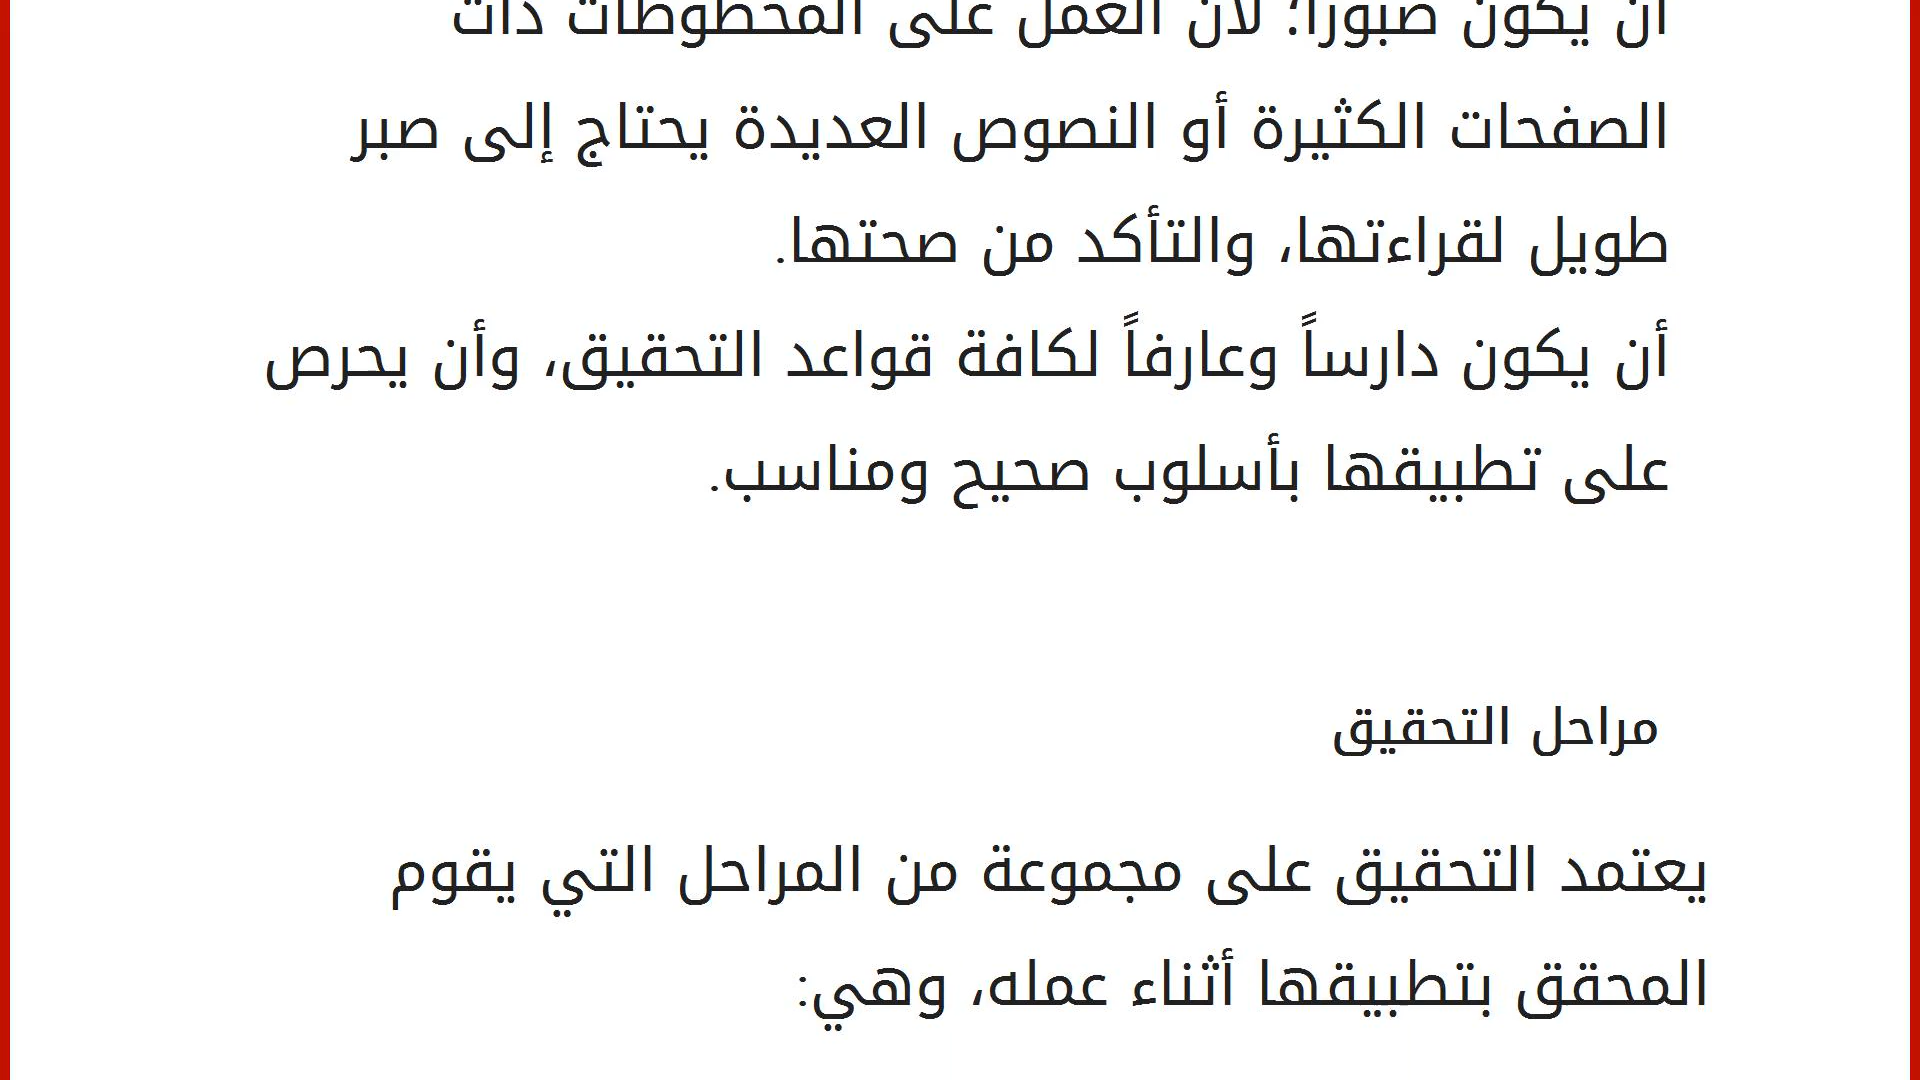 أن يكون صبوراً؛ لأن العمل على المخطوطات ذات
الصفحات الكثيرة أو النصوص العديدة يحتاج إلى صبر
طويل لقراءتها، والتأكد من صحتها.
أن يكون دارساً وعارفاً لكافة قواعد التحقيق، وأن يحرص
على تطبيقها بأسلوب صحيح ومناسب.
مراحل التحقيق
يعتمد التحقيق على مجموعة من المراحل التي يقوم
المحقق بتطبيقها أثناء عمله، وهي: